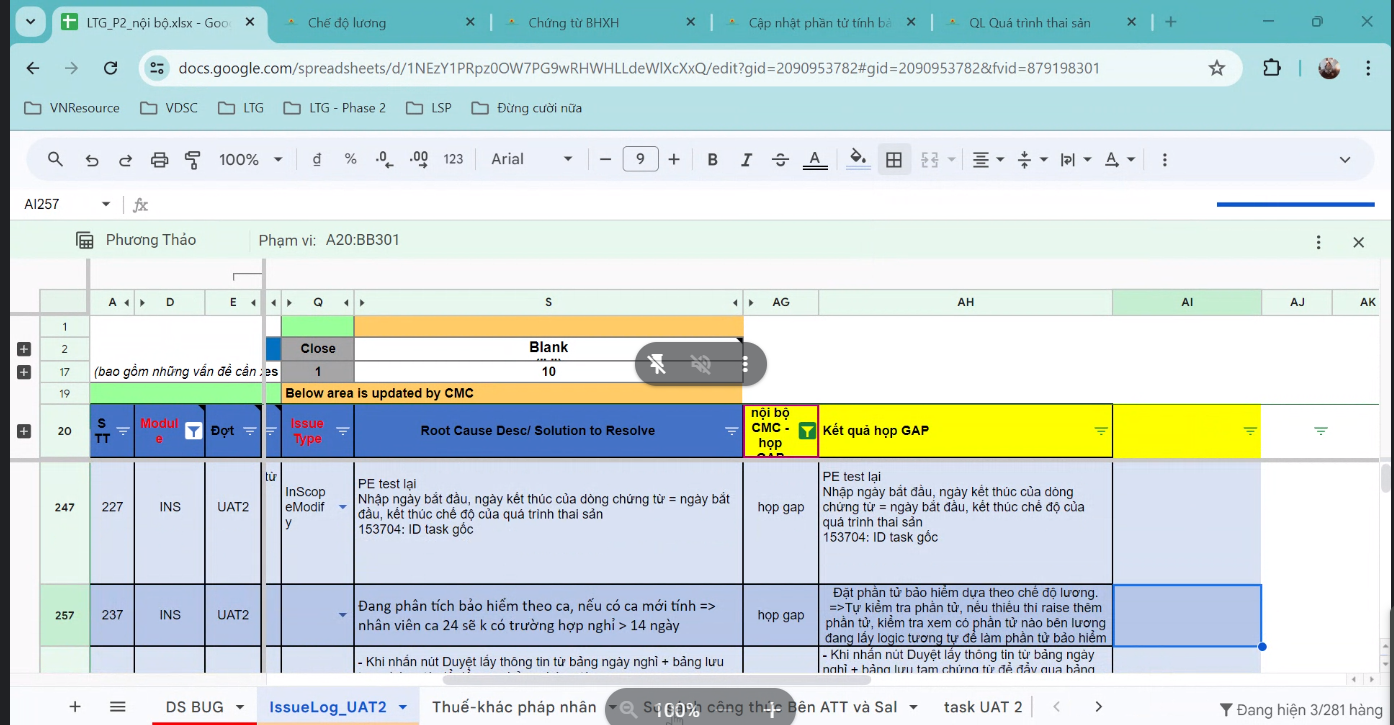 LTG_P2_nội bộ.xlsx - Goo
Chế độ lương
Chứng từ BHXH
Cập nhật phần tử tính bả
QL Quá trình thai sản
docs.google.com/spreadsheets/d/1NEzY1PRpz0OW7PG9wRHWHLLdeWlXcXxQ/edit?gid=2090953782#gid=2090953782&fvid=879198301
VNResource
VDSC
LTG
LTG - Phase 2
LSP
Đừng cười nữa
100%
đ
%
.0
.00
123
Arial
9
B
I
A
A
AI257
fx
Phương Thảo
Phạm vi: A20:BB301
A D E Q S AG AH AI AJ AK
1
2
Close
Blank
17
(bao gồm những vấn đề cần x
es
1
10
19
Below area is updated by CMC
20
S
TT
Modul
e
Đợt
Issue
Type
Root Cause Desc/ Solution to Resolve
nội bộ
CMC -
họp
Kết quả họp GAP
247
227
INS
UAT2
từ
InScop
eModif
y
PE test lại
Nhập ngày bắt đầu, ngày kết thúc của dòng chứng từ = ngày bắt
đầu, kết thúc chế độ của quá trinh thai sản
153704: ID task gốc
họp gap
PE test lại
Nhập ngày bắt đầu, ngày kết thúc của dòng
chứng từ = ngày bắt đầu, kết thúc chế độ của
quá trình thai sản
153704: ID task gốc
257
237
INS
UAT2
Đang phân tích bảo hiểm theo ca, nếu có ca mới tính =>
nhân viên ca 24 sẽ k có trường hợp nghỉ > 14 ngày
họp gap
Đặt phần tử bảo hiểm dựa theo chế độ lương.
=>Tự kiểm tra phần tử, nếu thiếu thì raise thêm
phần tử, kiểm tra xem có phần tử nào bên lương
đang lấy logic tương tự để làm phần tử bảo hiểm
- Khi nhấn nút Duyệt lấy thông tin từ bảng ngày nghỉ + bảng lưu
- Khi nhấn nút Duyệt lấy thông tin từ bảng ngày
nghỉ + bảng lưu tạm chứng từ để đẩy qua bảng
DS BUG
IssueLog_UAT2
Thuế-khác pháp nhân
công thức Bên ATT và Sal
task UAT 2
100%
Đang hiện 3/281 hàng